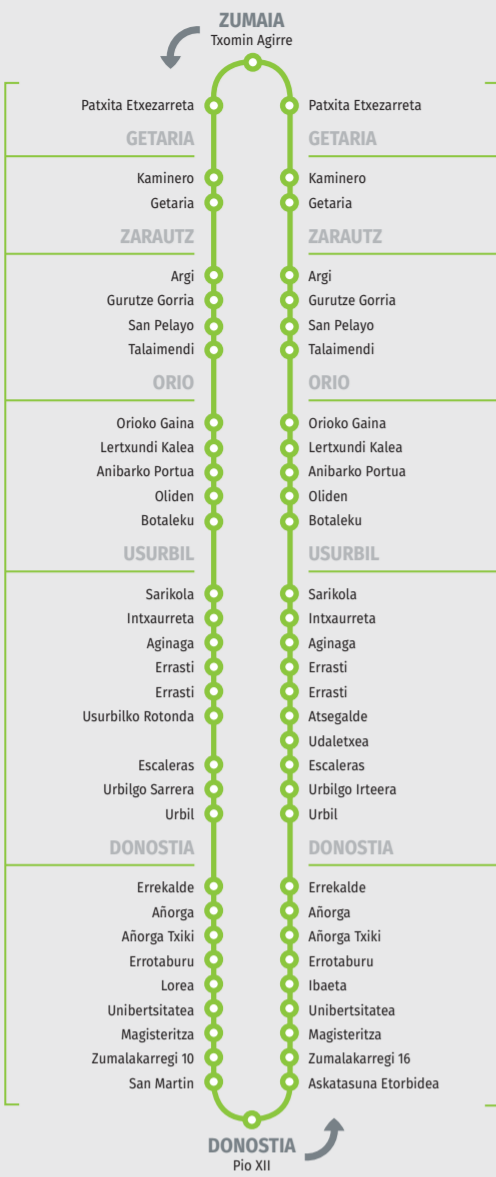 ZUMAIA
Txomin Agirre
Patxita Etxezarreta
GETARIA
Kaminero
Getaria
ZARAUTZ
Argi
Gurutze Gorria
San Pelayo
Talaimendi
ORIO
Orioko Gaina
Lertxundi Kalea
Anibarko Portua
Oliden
Botaleku
USURBIL
Sarikola
Intxaurreta
Aginaga
Errasti
Errasti
Usurbilko Rotonda
Escaleras
Urbilgo Sarrera
Urbil
DONOSTIA
Errekalde
Añorga
Añorga Txiki
Errotaburu
Lorea
Unibertsitatea
Magisteritza
Zumalakarregi 10
San Martin
Patxita Etxezarreta
GETARIA
Kaminero
Getaria
ZARAUTZ
Argi
Gurutze Gorria
San Pelayo
Talaimendi
ORIO
Orioko Gaina
Lertxundi Kalea
Anibarko Portua
Oliden
Botaleku
USURBIL
Sarikola
Intxaurreta
Aginaga
Errasti
Errasti
Atsegalde
Udaletxea
Escaleras
Urbilgo Irteera
Urbil
DONOSTIA
Errekalde
Añorga
Añorga Txiki
Errotaburu
Ibaeta
Unibertsitatea
Magisteritza
Zumalakarregi 16
Askatasuna Etorbidea
DONOSTIA
Pio XII